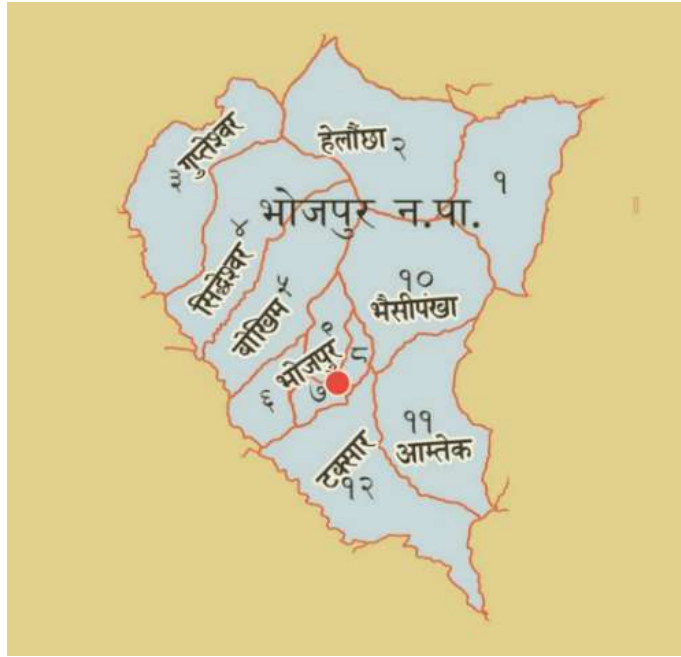 गुप्तेश्वर
३
हेलौंछा २
१
भोजपुर न.पा.
सिद्धेश्वर ४
बोखिम ५
१०
भैसीपंखा
९
भोजपुर
८
६
७
११
आम्तेक
टक्सार
१२